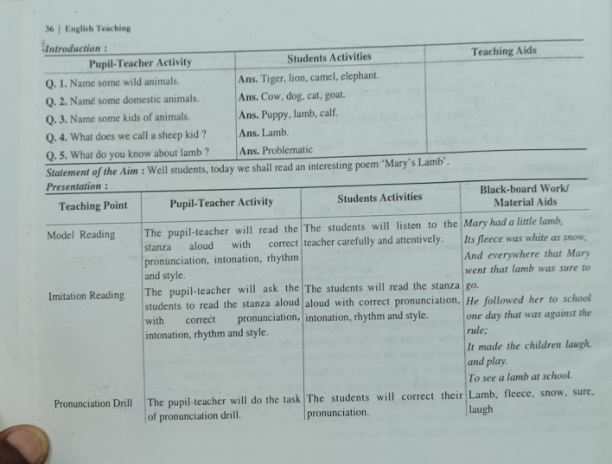 36 | English Teaching
Introduction :
Pupil-Teacher Activity Students Activities Teaching Aids
Q. 1. Name some wild animals. Ans. Tiger, lion, camel, elephant.
Q. 2. Name some domestic animals. Ans. Cow, dog, cat, goat.
Q. 3. Name some kids of animals. Ans. Puppy, lamb, calf.
Q. 4. What does we call a sheep kid ? Ans. Lamb.
Q. 5. What do you know about lamb ? Ans. Problematic
Statement of the Aim : Well students, today we shall read an interesting poem 'Mary's Lamb'.
Presentation :
Teaching Point Pupil-Teacher Activity Students Activities Black-board Work/
Material Aids
Model Reading The pupil-teacher will read the The students will listen to the Mary had a little lamb,
stanza aloud with correct teacher carefully and attentively. Its fleece was white as snow,
pronunciation, intonation, rhythm And everywhere that Mary
and style. went that lamb was sure to
Imitation Reading The pupil-teacher will ask the The students will read the stanza go.
students to read the stanza aloud aloud with correct pronunciation, He followed her to school
with correct pronunciation, intonation, rhythm and style. one day that was against the
intonation, rhythm and style. rule;
It made the children laugh,
and play.
To see a lamb at school.
Pronunciation Drill The pupil-teacher will do the task The students will correct their Lamb, fleece, snow, sure,
of pronunciation drill. pronunciation. laugh